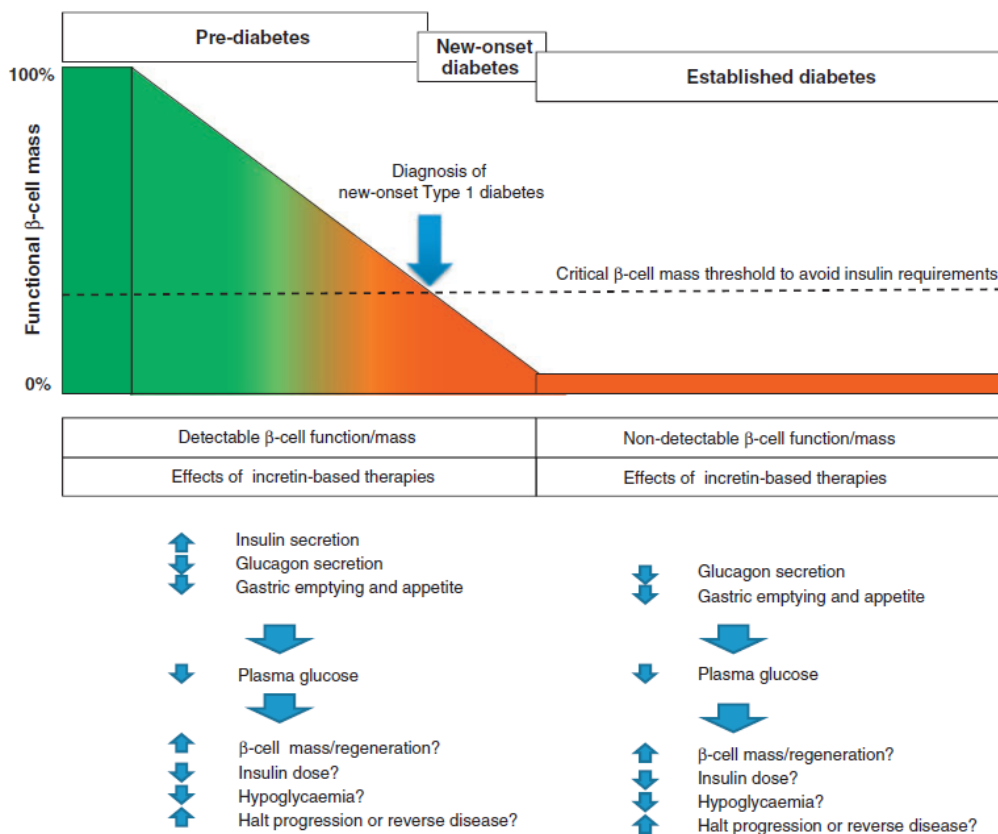 Pre-diabetes
New-onset
diabetes
Established diabetes
100%
Functional β-cell mass
0%
Diagnosis of
new-onset Type 1 diabetes
Critical β-cell mass threshold to avoid insulin requirements
Detectable β-cell function/mass
Non-detectable β-cell function/mass
Effects of incretin-based therapies
Effects of incretin-based therapies
Insulin secretion
Glucagon secretion
Gastric emptying and appetite
Plasma glucose
β-cell mass/regeneration?
Insulin dose?
Hypoglycaemia?
Halt progression or reverse disease?
Glucagon secretion
Gastric emptying and appetite
Plasma glucose
β-cell mass/regeneration?
Insulin dose?
Hypoglycaemia?
Halt progression or reverse disease?